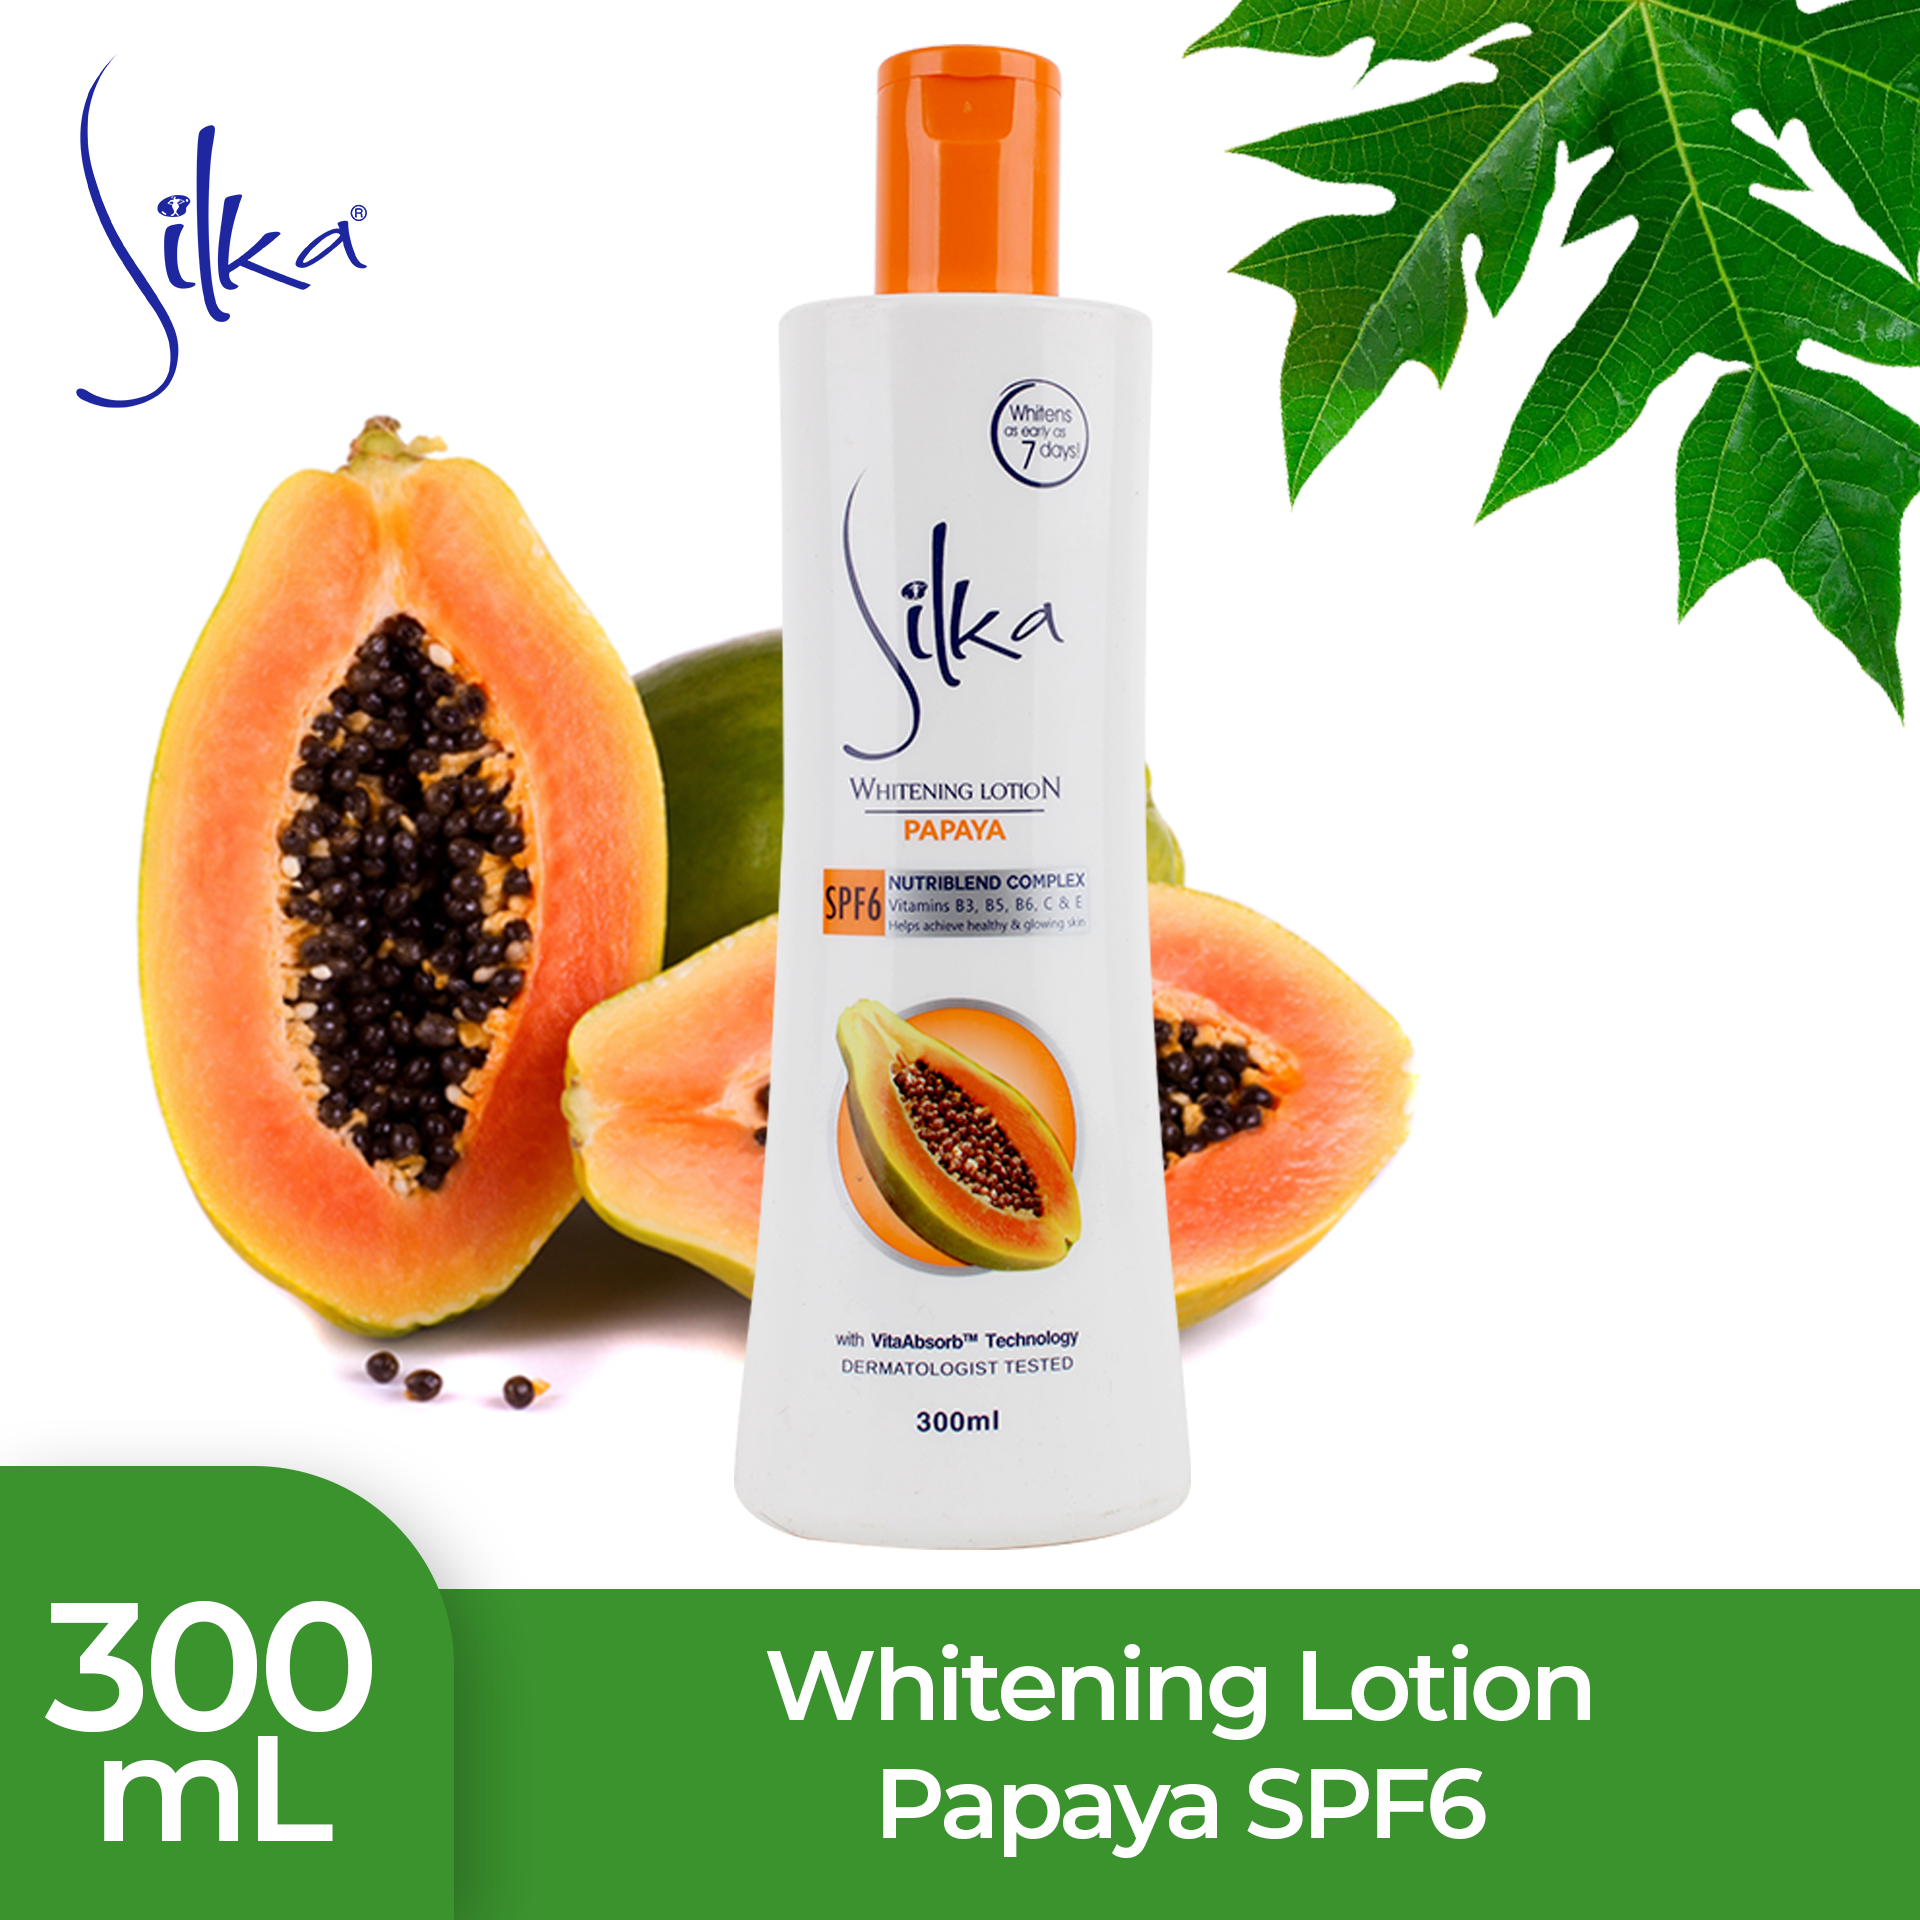 Silka®
Whitens
as early as
7 days!
Silka
WHITENING LOTION
PAPAYA
SPF6
NUTRIBLEND COMPLEX
Vitamins B3, B5, B6, C & E
Helps achieve healthy & glowing skin
with VitaAbsorb™ Technology
DERMATOLOGIST TESTED
300ml
300
mL
Whitening Lotion
Papaya SPF6